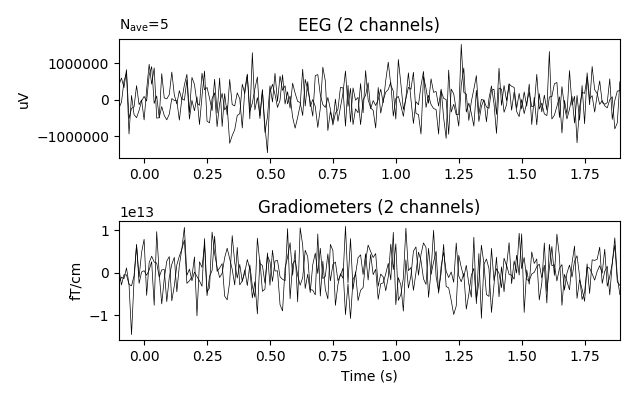 Nave=5
EEG (2 channels)
uV
1000000
0
−1000000
0.00 0.25 0.50 0.75 1.00 1.25 1.50 1.75
Gradiometers (2 channels)
1e13
fT/cm
1
0
−1
0.00 0.25 0.50 0.75 1.00 1.25 1.50 1.75
Time (s)